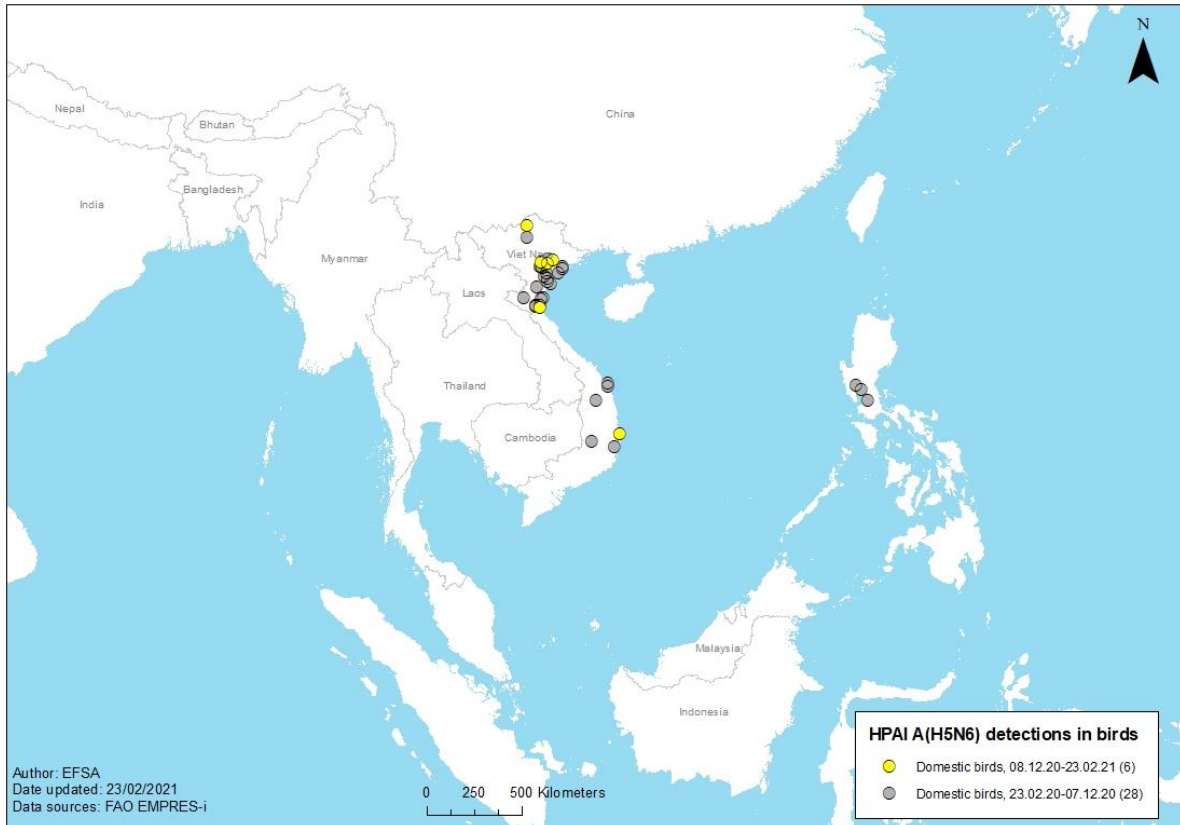 N
China
Nepal
Bhutan
Bangladesh
India
Myanmar
Viet Na
Laos
Thailand
Cambodia
Malaysia
Indonesia
HPAI A(H5N6) detections in birds
Domestic birds, 08.12.20-23.02.21 (6)
Domestic birds, 23.02.20-07.12.20 (28)
Author: EFSA
Date updated: 23/02/2021
Data sources: FAO EMPRES-i
0 250 500 Kilometers